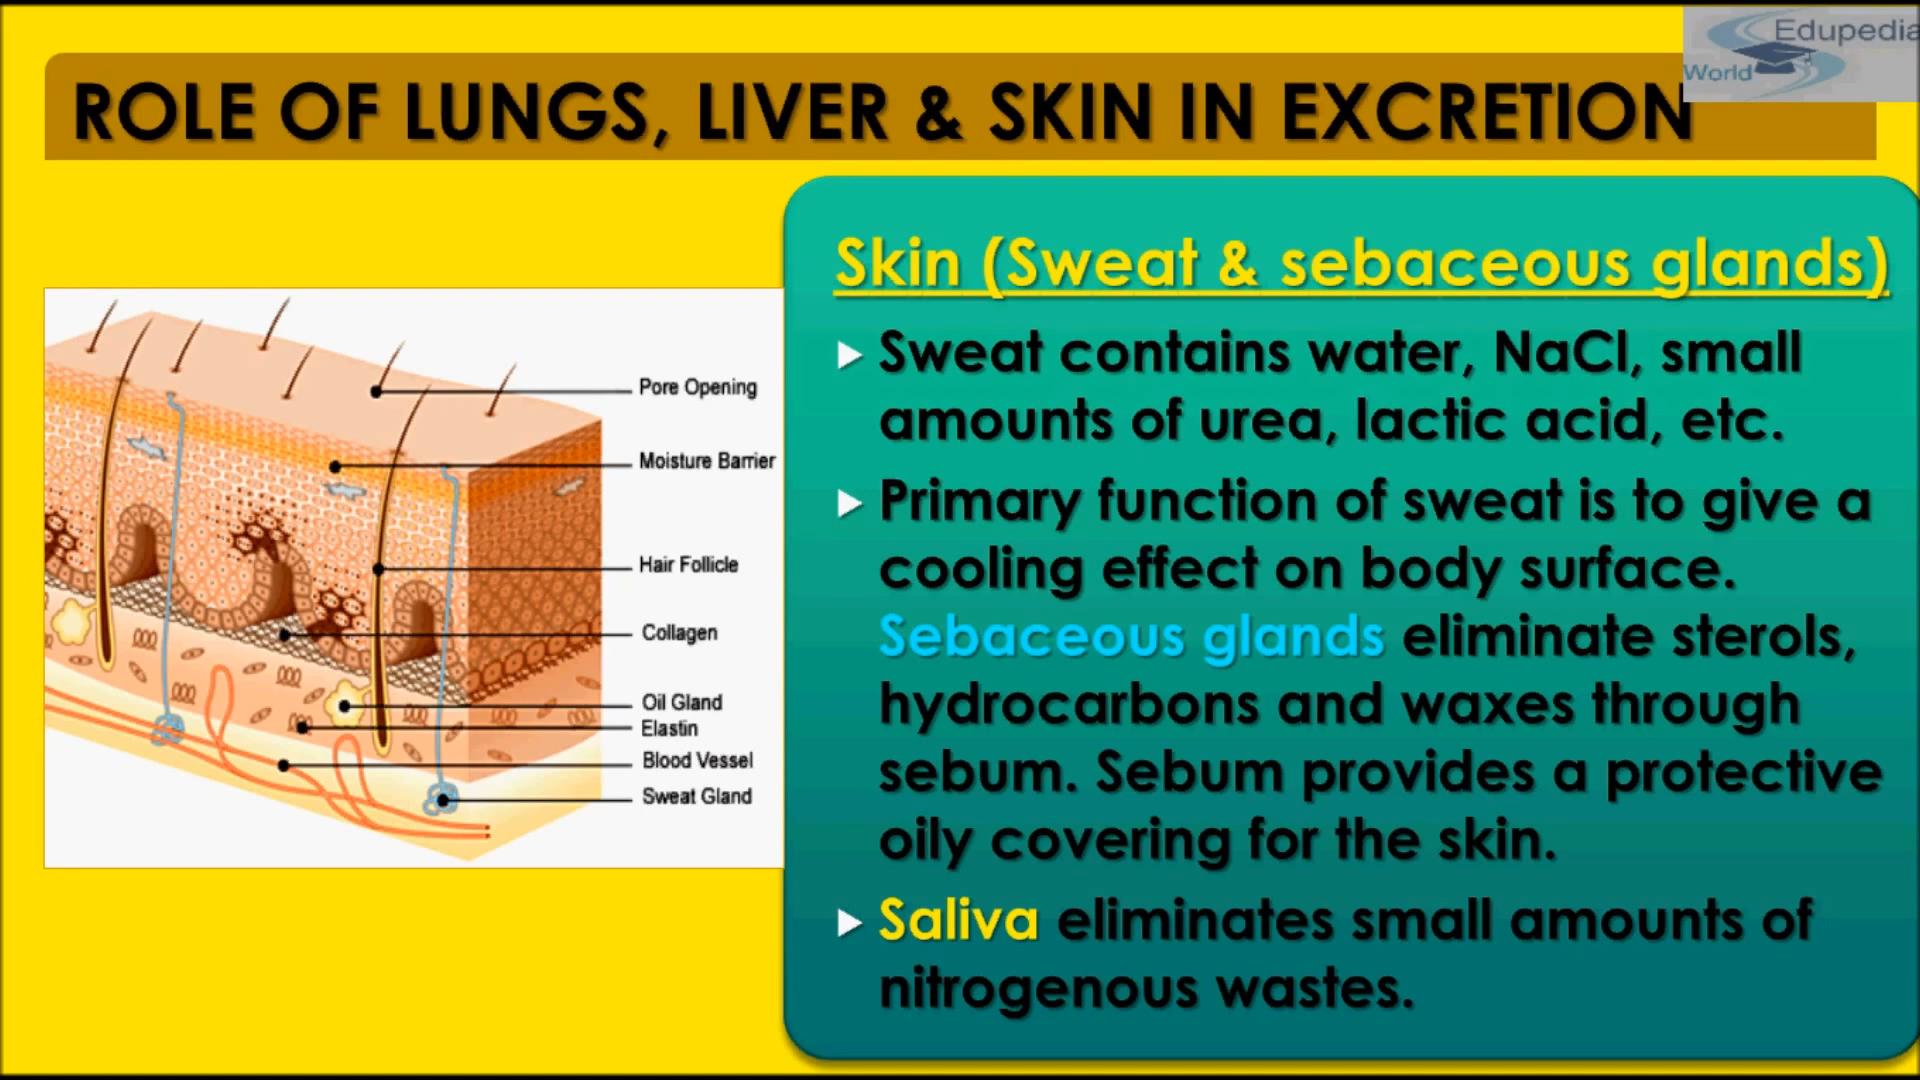 Edupedia
World
ROLE OF LUNGS, LIVER & SKIN IN EXCRETION
Pore Opening
Moisture Barrier
Hair Follicle
Collagen
Oil Gland
Elastin
Blood Vessel
Sweat Gland
Skin (Sweat & sebaceous glands)
Sweat contains water, NaCl, small
amounts of urea, lactic acid, etc.
Primary function of sweat is to give a
cooling effect on body surface.
Sebaceous glands eliminate sterols,
hydrocarbons and waxes through
sebum. Sebum provides a protective
oily covering for the skin.
Saliva eliminates small amounts of
nitrogenous wastes.